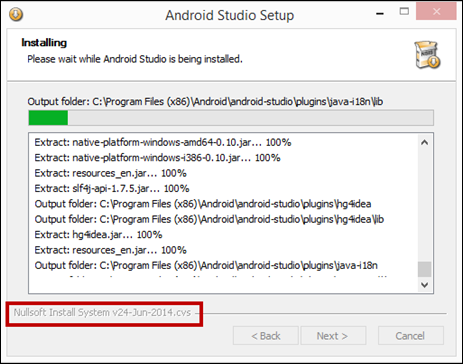 Android Studio Setup
Installing
Please wait while Android Studio is being installed.
Output folder: C:\Program Files (x86)\Android\android-studio\plugins\java-i18n\lib
Extract: native-platform-windows-amd64-0.10.jar... 100%
Extract: native-platform-windows-i386-0.10.jar... 100%
Extract: resources_en.jar... 100%
Extract: slf4j-api-1.7.5.jar... 100%
Output folder: C:\Program Files (x86)\Android\android-studio\plugins\hg4idea
Output folder: C:\Program Files (x86)\Android\android-studio\plugins\hg4idea\lib
Extract: hg4idea.jar... 100%
Extract: resources_en.jar... 100%
Output folder: C:\Program Files (x86)\Android\android-studio\plugins\java-i18n
Nullsoft Install System v24-Jun-2014.cvs
< Back
Next >
Cancel